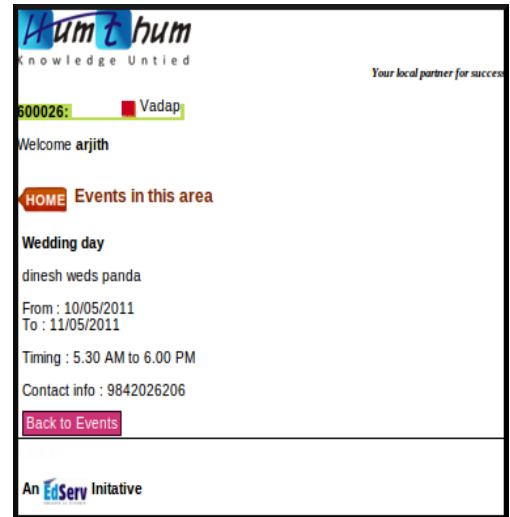 Hum thum
Knowledge Untied
Your local partner for success
600026:
Vadap
Welcome arjith
HOME Events in this area
Wedding day
dinesh weds panda
From : 10/05/2011
To : 11/05/2011
Timing : 5.30 AM to 6.00 PM
Contact info : 9842026206
Back to Events
An EdServ Initative